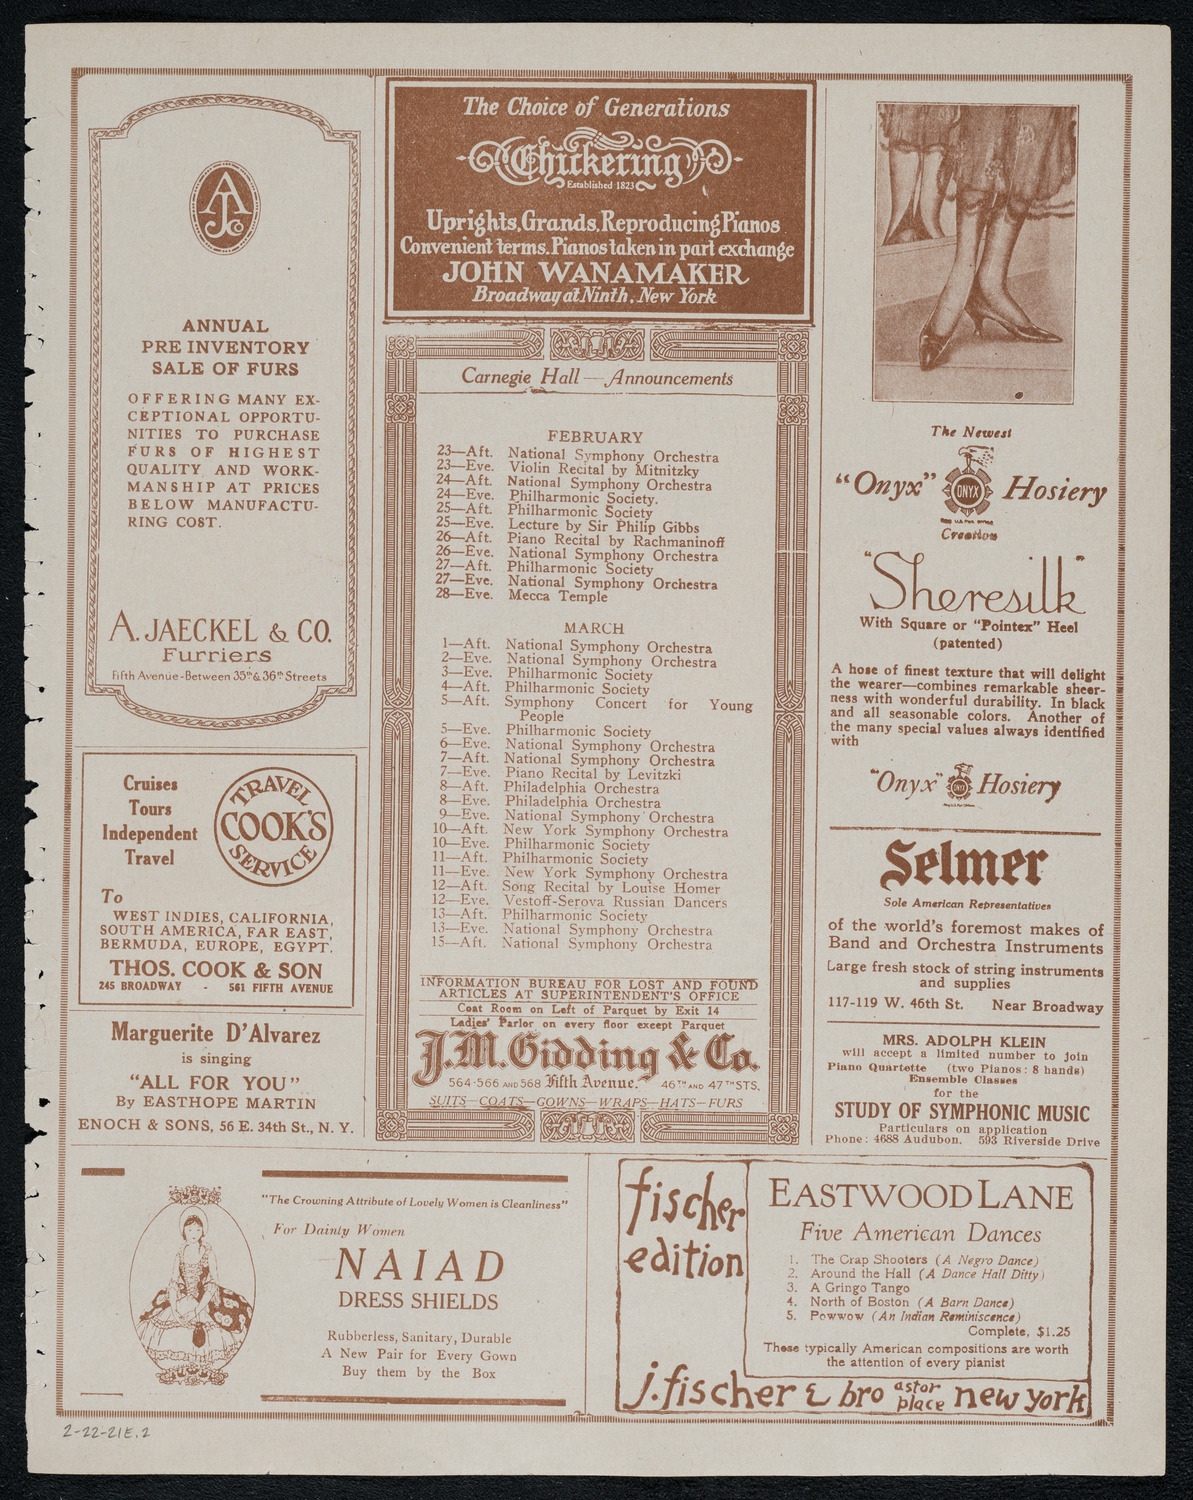 ANNUAL
PRE INVENTORY
SALE OF FURS
OFFERING MANY EX-
CEPTIONAL OPPORTU-
NITIES TO PURCHASE
FURS OF HIGHEST
QUALITY AND WORK-
MANSHIP AT PRICES
BELOW MANUFACTU-
RING COST.
A. JAECKEL & CO.
Furriers
Fifth Avenue-Between 35th & 36th Streets
Cruises
Tours
Independent
Travel
TRAVEL
COOK'S
SERVICE
To
WEST INDIES, CALIFORNIA,
SOUTH AMERICA, FAR EAST,
BERMUDA, EUROPE, EGYPT.
THOS. COOK & SON
245 BROADWAY - 561 FIFTH AVENUE
Marguerite D'Alvarez
is singing
"ALL FOR YOU"
By EASTHOPE MARTIN
ENOCH & SONS, 56 E. 34th St., N. Y.
The Choice of Generations
Chickering
Established 1823
Uprights, Grands, Reproducing Pianos
Convenient terms. Pianos taken in part exchange
JOHN WANAMAKER
Broadway at Ninth, New York
Carnegie Hall — Announcements
FEBRUARY
23—Aft. National Symphony Orchestra
23—Eve. Violin Recital by Mitnitzky
24—Aft. National Symphony Orchestra
24—Eve. Philharmonic Society.
25—Aft. Philharmonic Society
25—Eve. Lecture by Sir Philip Gibbs
26—Aft. Piano Recital by Rachmaninoff
26—Eve. National Symphony Orchestra
27—Aft. Philharmonic Society
27—Eve. National Symphony Orchestra
28—Eve. Mecca Temple
MARCH
1—Aft. National Symphony Orchestra
2—Eve. National Symphony Orchestra
3—Eve. Philharmonic Society
4—Aft. Philharmonic Society
5—Aft. Symphony Concert for Young
People
5—Eve. Philharmonic Society
6—Eve. National Symphony Orchestra
7—Aft. National Symphony Orchestra
7—Eve. Piano Recital by Levitzki
8—Aft. Philadelphia Orchestra
8—Eve. Philadelphia Orchestra
9—Eve. National Symphony Orchestra
10—Aft. New York Symphony Orchestra
10—Eve. Philharmonic Society
11—Aft. Philharmonic Society
11—Eve. New York Symphony Orchestra
12—Aft. Song Recital by Louise Homer
12—Eve. Vestoff-Serova Russian Dancers
13—Aft. Philharmonic Society
13—Eve. National Symphony Orchestra
15—Aft. National Symphony Orchestra
INFORMATION BUREAU FOR LOST AND FOUND
ARTICLES AT SUPERINTENDENT'S OFFICE
Coat Room on Left of Parquet by Exit 14
Ladies' Parlor on every floor except Parquet
J.M. Gidding & Co.
564-566 AND 568 Fifth Avenue. 46TH AND 47TH STS.
SUITS—COATS—GOWNS—WRAPS—HATS—FURS
The Newest
"Onyx" ONYX Hosiery
Creation
"Sheresilk"
With Square or "Pointex" Heel
(patented)
A hose of finest texture that will delight
the wearer—combines remarkable sheer-
ness with wonderful durability. In black
and all seasonable colors. Another of
the many special values always identified
with
"Onyx" Hosiery
Selmer
Sole American Representatives
of the world's foremost makes of
Band and Orchestra Instruments
Large fresh stock of string instruments
and supplies
117-119 W. 46th St. Near Broadway
MRS. ADOLPH KLEIN
will accept a limited number to join
Piano Quartette (two Pianos: 8 hands)
Ensemble Classes
for the
STUDY OF SYMPHONIC MUSIC
Particulars on application
Phone: 4688 Audubon. 593 Riverside Drive
"The Crowning Attribute of Lovely Women is Cleanliness"
For Dainty Women
NAIAD
DRESS SHIELDS
Rubberless, Sanitary, Durable
A New Pair for Every Gown
Buy them by the Box
fischer
edition
EASTWOOD LANE
Five American Dances
1. The Crap Shooters (A Negro Dance)
2. Around the Hall (A Dance Hall Ditty)
3. A Gringo Tango
4. North of Boston (A Barn Dance)
5. Powwow (An Indian Reminiscence)
Complete, $1.25
These typically American compositions are worth
the attention of every pianist
j. fischer & bro astor place new york
2-22-21E.2